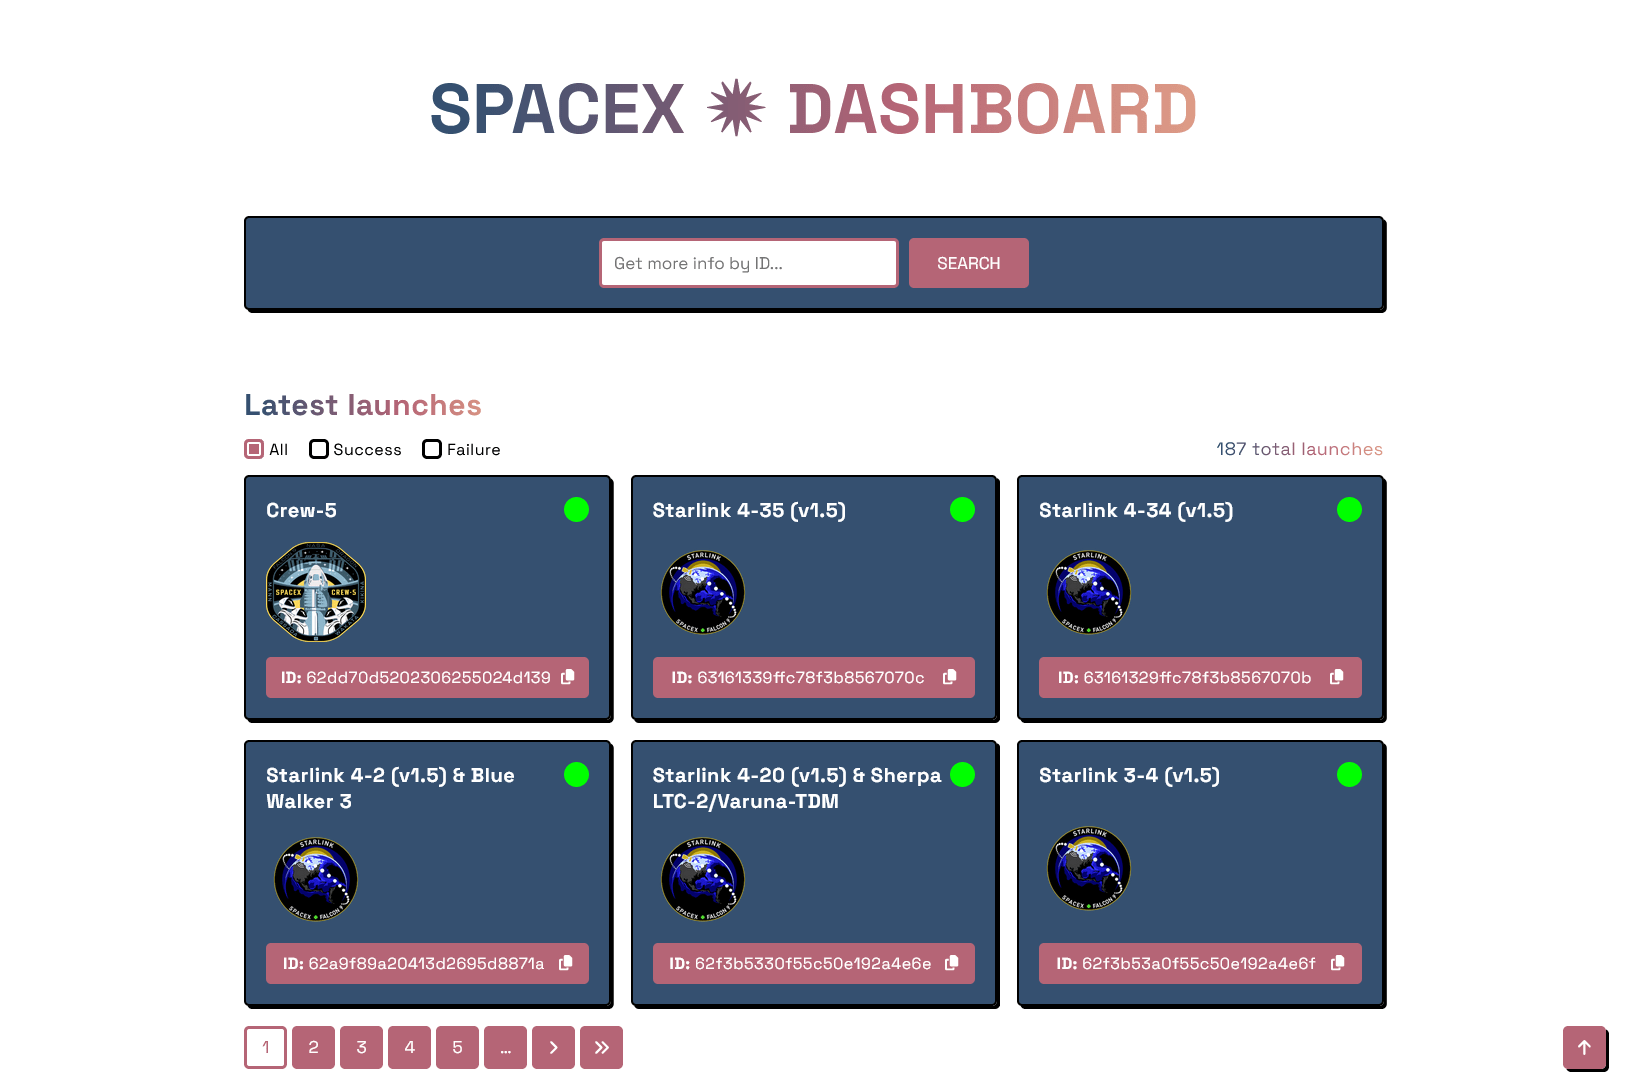 SPACEX ✹ DASHBOARD
Get more info by ID...
SEARCH
Latest launches
All
Success
Failure
187 total launches
Crew-5
SPACEX CREW-5
ID: 62dd70d5202306255024d139
Starlink 4-35 (v1.5)
STARLINK
SPACEX FALCON 9
ID: 63161339ffc78f3b8567070c
Starlink 4-34 (v1.5)
STARLINK
SPACEX FALCON 9
ID: 63161329ffc78f3b8567070b
Starlink 4-2 (v1.5) & Blue
Walker 3
STARLINK
SPACEX FALCON 9
ID: 62a9f89a20413d2695d8871a
Starlink 4-20 (v1.5) & Sherpa
LTC-2/Varuna-TDM
STARLINK
SPACEX FALCON 9
ID: 62f3b5330f55c50e192a4e6e
Starlink 3-4 (v1.5)
STARLINK
SPACEX FALCON 9
ID: 62f3b53a0f55c50e192a4e6f
1 2 3 4 5 ...